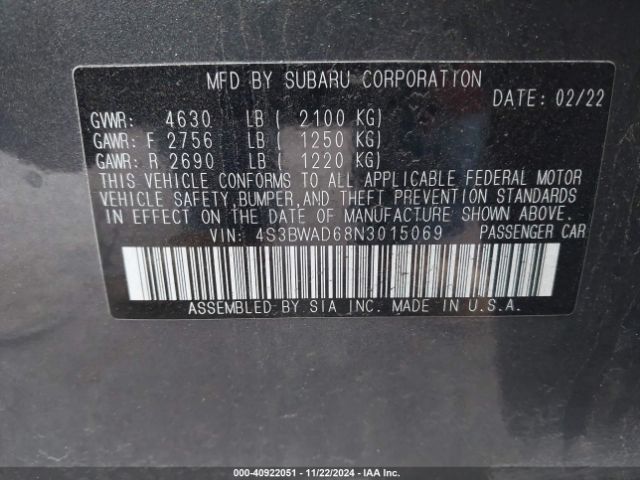 MFD BY SUBARU CORPORATION
DATE: 02/22
GVWR: 4630 LB ( 2100 KG)
GAWR: F 2756 LB ( 1250 KG)
GAWR: R 2690 LB ( 1220 KG)
THIS VEHICLE CONFORMS TO ALL APPLICABLE FEDERAL MOTOR
VEHICLE SAFETY,BUMPER,AND THEFT PREVENTION STANDARDS
IN EFFECT ON THE DATE OF MANUFACTURE SHOWN ABOVE.
VIN: 4S3BWAD68N3015069 PASSENGER CAR
ASSEMBLED BY SIA INC. MADE IN U.S.A.
000-40922051 - 11/22/2024 - IAA Inc.